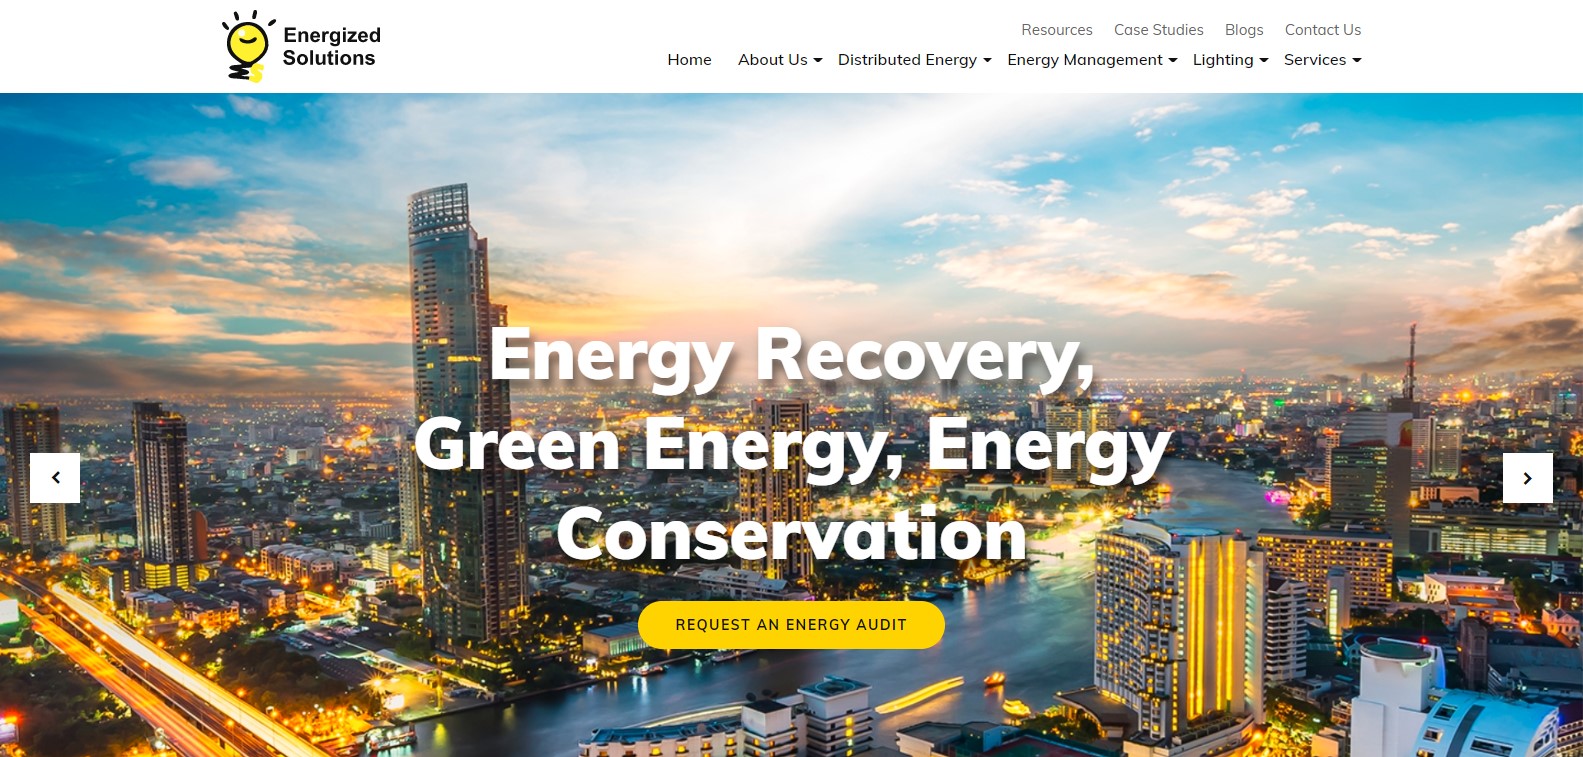 Energized
Solutions
Resources Case Studies Blogs Contact Us
Home About Us Distributed Energy Energy Management Lighting Services
Energy Recovery,
Green Energy, Energy
Conservation
REQUEST AN ENERGY AUDIT